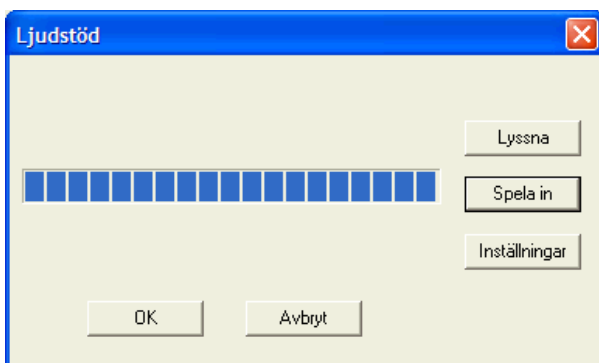 Ljudstöd
Lyssna
Spela in
Inställningar
OK
Avbryt